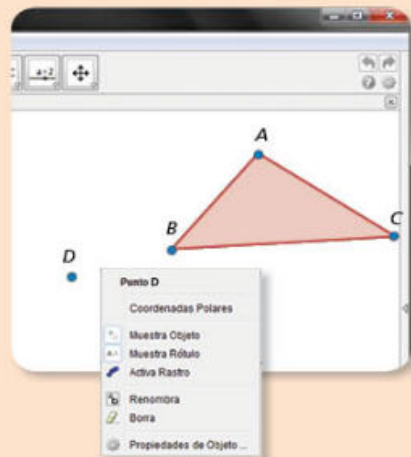 a=2
A
B
C
D
Punto D
Coordenadas Polares
Muestra Objeto
Muestra Rótulo
Activa Rastro
Renombra
Borra
Propiedades de Objeto ...